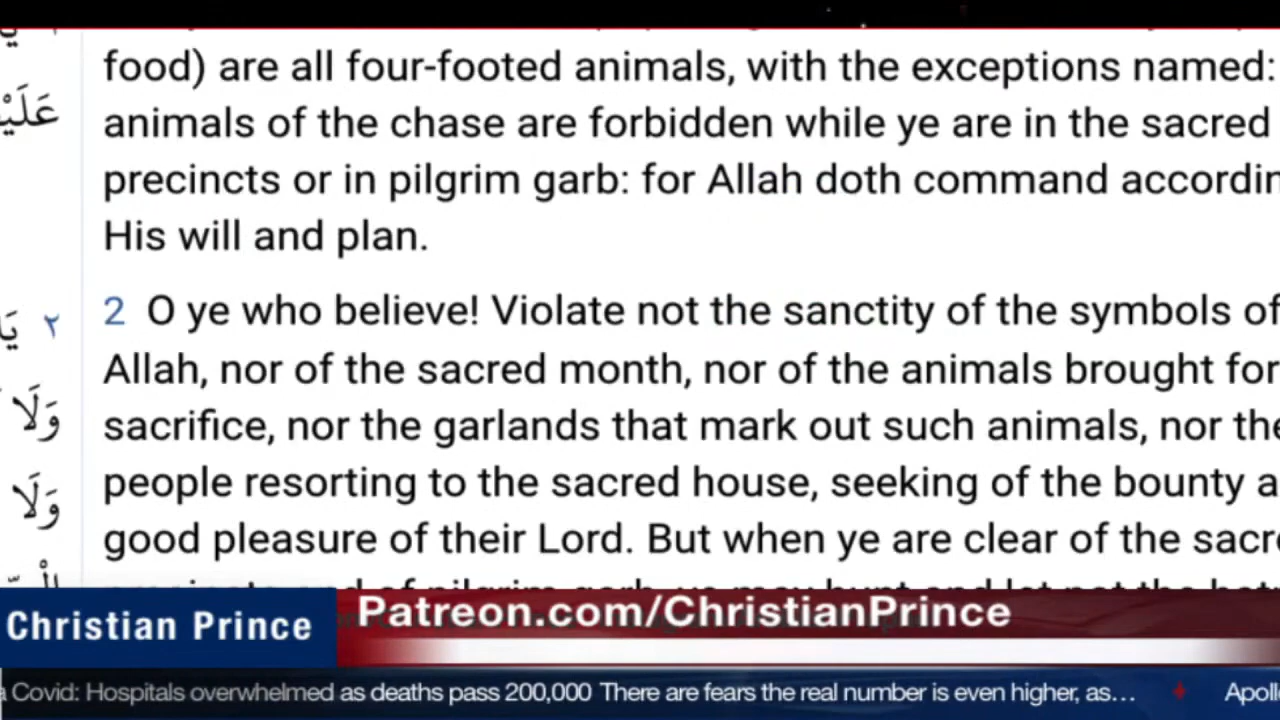 food) are all four-footed animals, with the exceptions named:
عَلَيْ
animals of the chase are forbidden while ye are in the sacred
precincts or in pilgrim garb: for Allah doth command accordin
His will and plan.
2 O ye who believe! Violate not the sanctity of the symbols of
٢ يَا
Allah, nor of the sacred month, nor of the animals brought for
وَلَا
sacrifice, nor the garlands that mark out such animals, nor the
people resorting to the sacred house, seeking of the bounty a
وَلَا
good pleasure of their Lord. But when ye are clear of the sacre
Christian Prince
Patreon.com/ChristianPrince
a Covid: Hospitals overwhelmed as deaths pass 200,000 There are fears the real number is even higher, as... Apollo